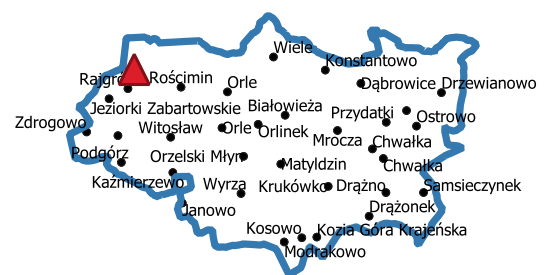 Wiele
Konstantowo
Rajgró
Rościmin
Orle
Dąbrowice
Drzewianowo
Jeziorki Zabartowskie
Białowieża
Przydatki
Ostrowo
Zdrogowo
Witosław
Orle
Orlinek
Mrocza
Chwałka
Podgórz
Orzelski Młyn
Matyldzin
Chwałka
Kaźmierzewo
Wyrza
Krukówko
Drążno
Samsieczynek
Janowo
Drążonek
Kosowo
Kozia Góra Krajeńska
Modrakowo